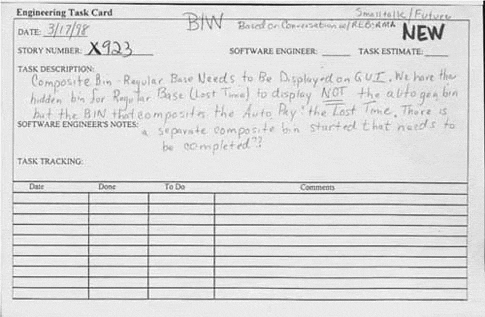 Engineering Task Card
Smalltalk/Future
BIW
Based on Conversation w/
NEW
DATE: 3/17/98
STORY NUMBER: X923
SOFTWARE ENGINEER: TASK ESTIMATE:
TASK DESCRIPTION:
Composite Bin - Regular Base Needs to Be Displayed on GUI. We have the
hidden bin for Regular Base (Lost Time) to display NOT the autogen bin
but the BIN that composites the Auto Pay & the Lost Time. There is
SOFTWARE ENGINEER'S NOTES:
a separate composite bin started that needs to
be completed??
TASK TRACKING:
Date Done To Do Comments